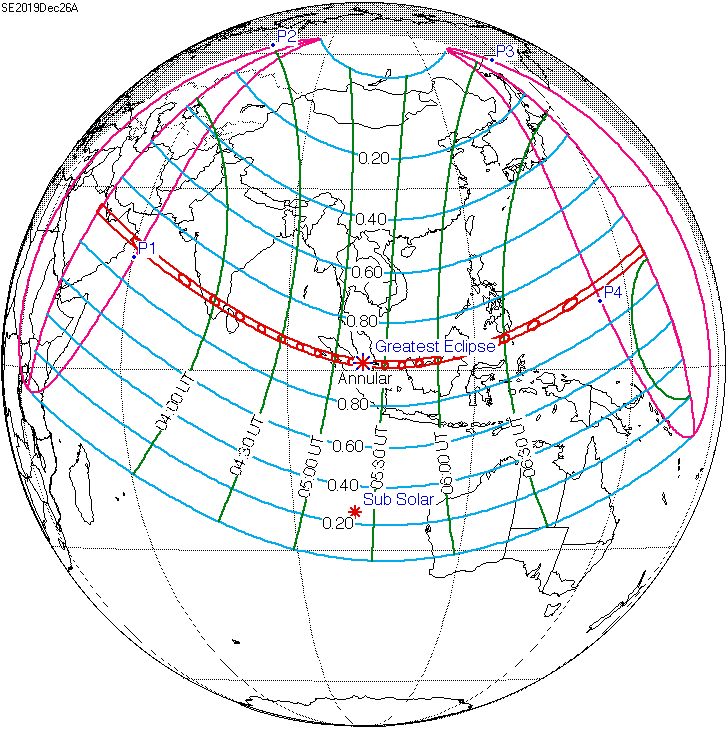 SE2019Dec26A
P2
P3
0.20
0.40
P1
0.60
P4
0.80
Greatest Eclipse
Annular
04:00 UT
0.80
04:30 UT
05:00 UT
0.60
05:30 UT
06:00 UT
06:30 UT
0.40
Sub Solar
0.20